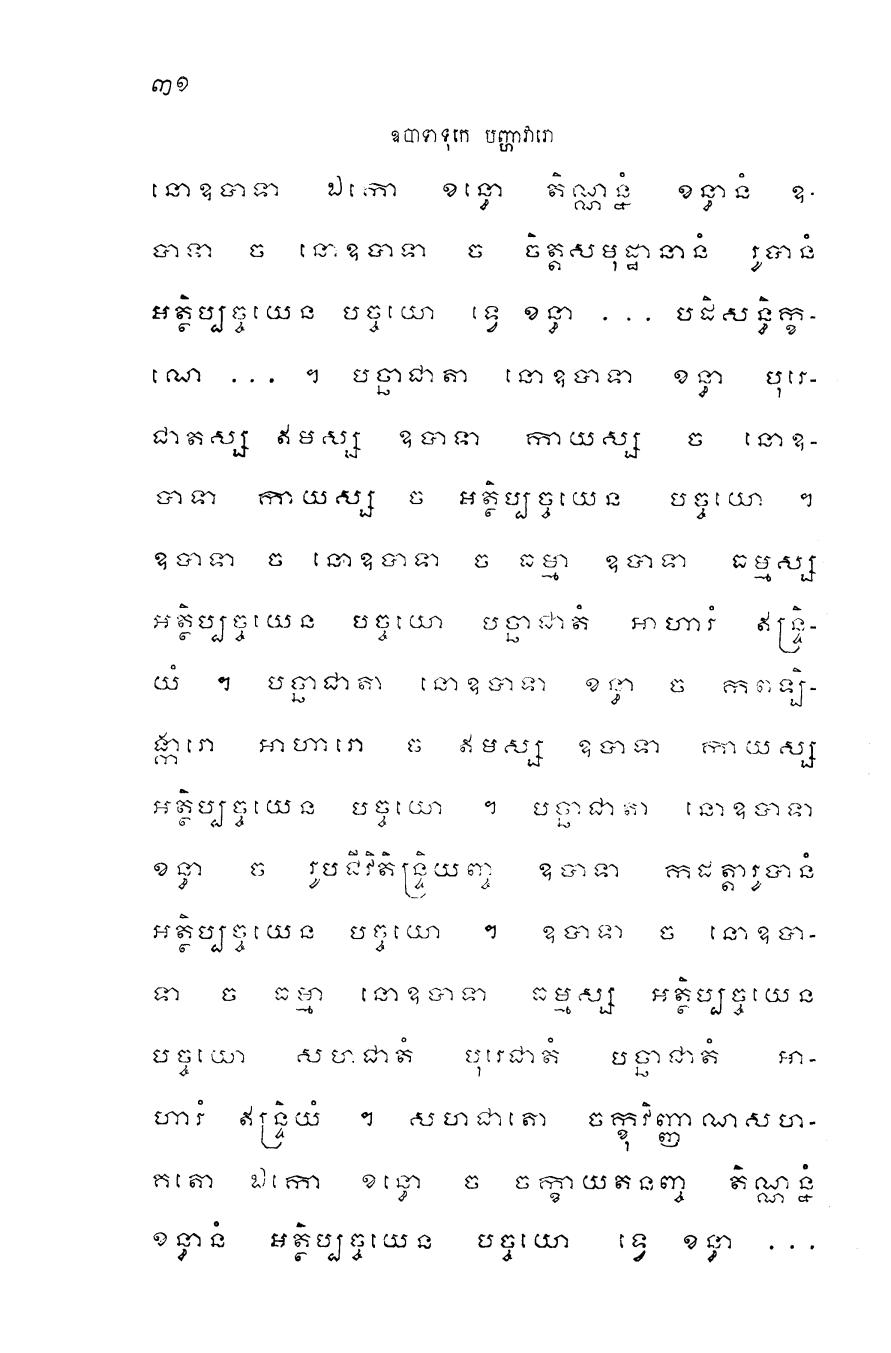 ៣១
ឧបាទាទុកេ បញ្ហាវារោ
នោឧបាទា ឯកោ ខន្ធោ តិណ្ណន្នំ ខន្ធានំ ឧ-
បាទា ច នោឧបាទា ច ចិត្តសមុដ្ឋានានំ រូបានំ
អត្ថិប្បច្ចយេន បច្ចយោ ទ្វេ ខន្ធា ... បដិសន្ធិក្ខ-
ណេ ... ។ បច្ឆាជាតា នោឧបាទា ខន្ធា បុរេ-
ជាតស្ស ឥមស្ស ឧបាទា កាយស្ស ច នោឧ-
បាទា កាយស្ស ច អត្ថិប្បច្ចយេន បច្ចយោ ។
ឧបាទា ច នោឧបាទា ច ធម្មា ឧបាទា ធម្មស្ស
អត្ថិប្បច្ចយេន បច្ចយោ បច្ឆាជាតំ អាហារំ ឥន្ទ្រិ-
យំ ។ បច្ឆាជាតា នោឧបាទា ខន្ធា ច កពឡិ-
ង្ការោ អាហារោ ច ឥមស្ស ឧបាទា កាយស្ស
អត្ថិប្បច្ចយេន បច្ចយោ ។ បច្ឆាជាតា នោឧបាទា
ខន្ធា ច រូបជីវិតិន្ទ្រិយញ្ច ឧបាទា កដត្តារូបានំ
អត្ថិប្បច្ចយេន បច្ចយោ ។ ឧបាទា ច នោឧបា-
ទា ច ធម្មា នោឧបាទា ធម្មស្ស អត្ថិប្បច្ចយេន
បច្ចយោ សហជាតំ បុរេជាតំ បច្ឆាជាតំ អា-
ហារំ ឥន្ទ្រិយំ ។ សហជាតោ ចក្ខុវិញ្ញាណសហ-
គតោ ឯកោ ខន្ធោ ច ចក្ខាយតនញ្ច តិណ្ណន្នំ
ខន្ធានំ អត្ថិប្បច្ចយេន បច្ចយោ ទ្វេ ខន្ធា ...